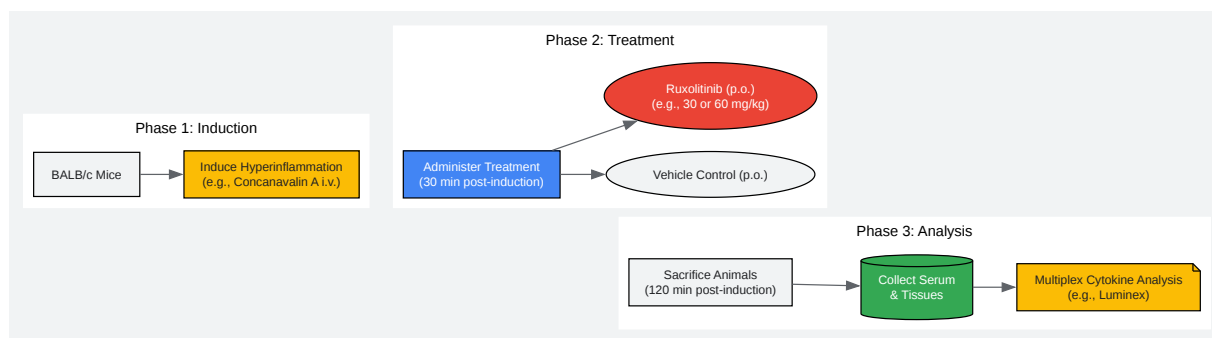 Phase 1: Induction
BALB/c Mice
Induce Hyperinflammation
(e.g., Concanavalin A i.v.)
Phase 2: Treatment
Administer Treatment
(30 min post-induction)
Ruxolitinib (p.o.)
(e.g., 30 or 60 mg/kg)
Vehicle Control (p.o.)
Phase 3: Analysis
Sacrifice Animals
(120 min post-induction)
Collect Serum
& Tissues
Multiplex Cytokine Analysis
(e.g., Luminex)